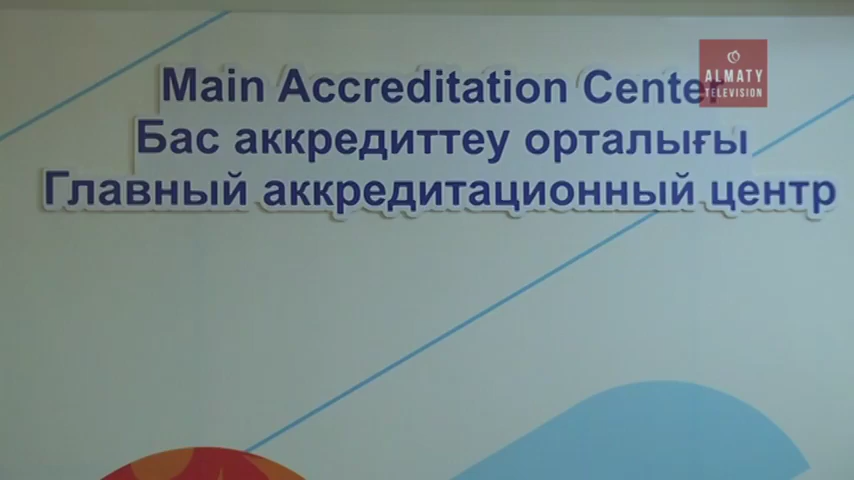 Main Accreditation Center
Бас аккредиттеу орталығы
Главный аккредитационный центр
ALMATY
TELEVISION